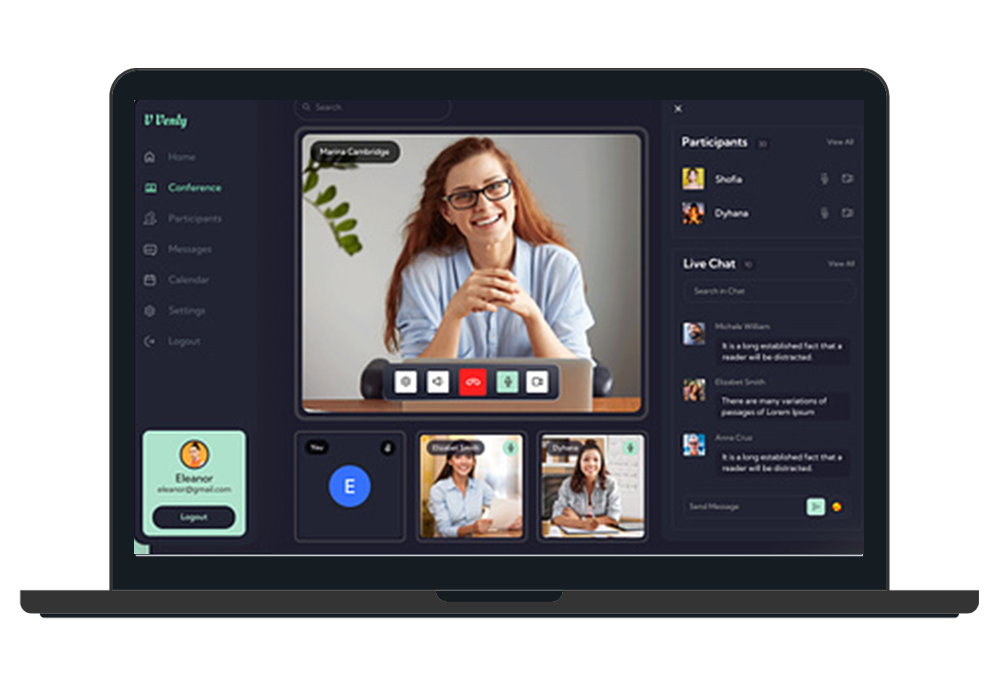 V Venly
Home
Conference
Participants
Messages
Calendar
Settings
Logout
Eleanor
eleanor@gmail.com
Logout
Search
Marina Cambridge
You
E
Elizabet Smith
Dyhana
Participants
View All
Shofia
Dyhana
Live Chat
10
View All
Search in Chat
Michale William
It is a long established fact that a
reader will be distracted.
Elizabet Smith
There are many variations of
passages of Lorem Ipsum
Anna Crus
It is a long established fact that a
reader will be distracted.
Send Message